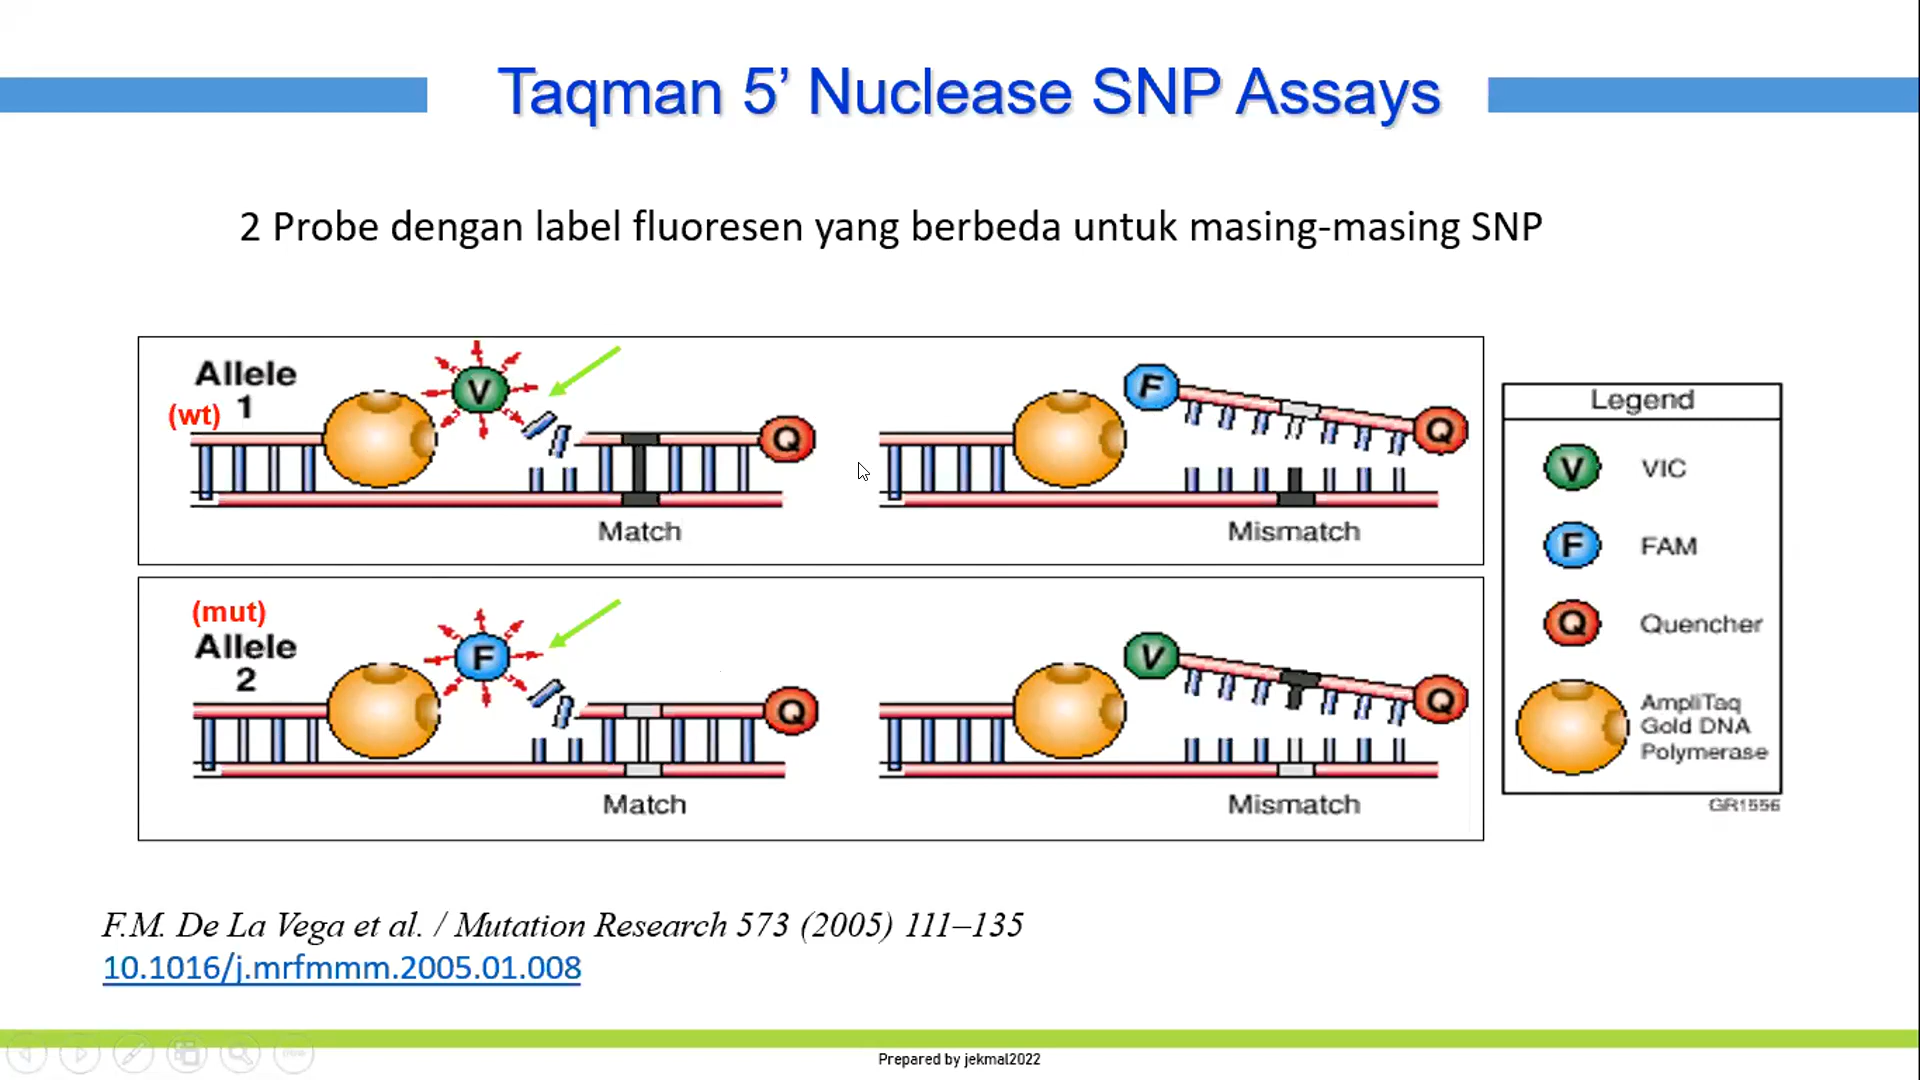 Taqman 5’ Nuclease SNP Assays
2 Probe dengan label fluoresen yang berbeda untuk masing-masing SNP
Allele
(wt) 1
V
Q
Match
F
Q
Mismatch
(mut)
Allele
2
F
Q
Match
V
Q
Mismatch
Legend
V VIC
F FAM
Q Quencher
AmpliTaq
Gold DNA
Polymerase
GR1556
F.M. De La Vega et al. / Mutation Research 573 (2005) 111–135
10.1016/j.mrfmmm.2005.01.008
Prepared by jekmal2022